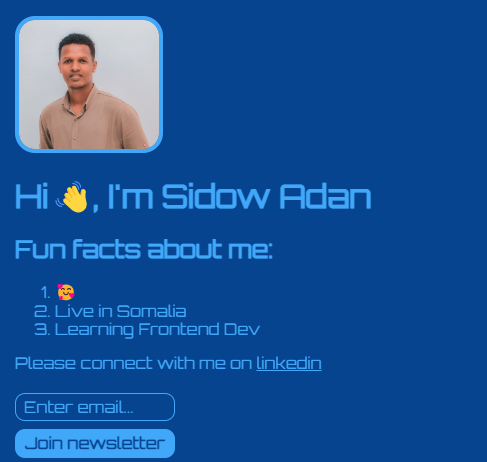 Hi 👋, I'm Sidow Adan
Fun facts about me:
1. 🥰
2. Live in Somalia
3. Learning Frontend Dev
Please connect with me on linkedin
Enter email...
Join newsletter